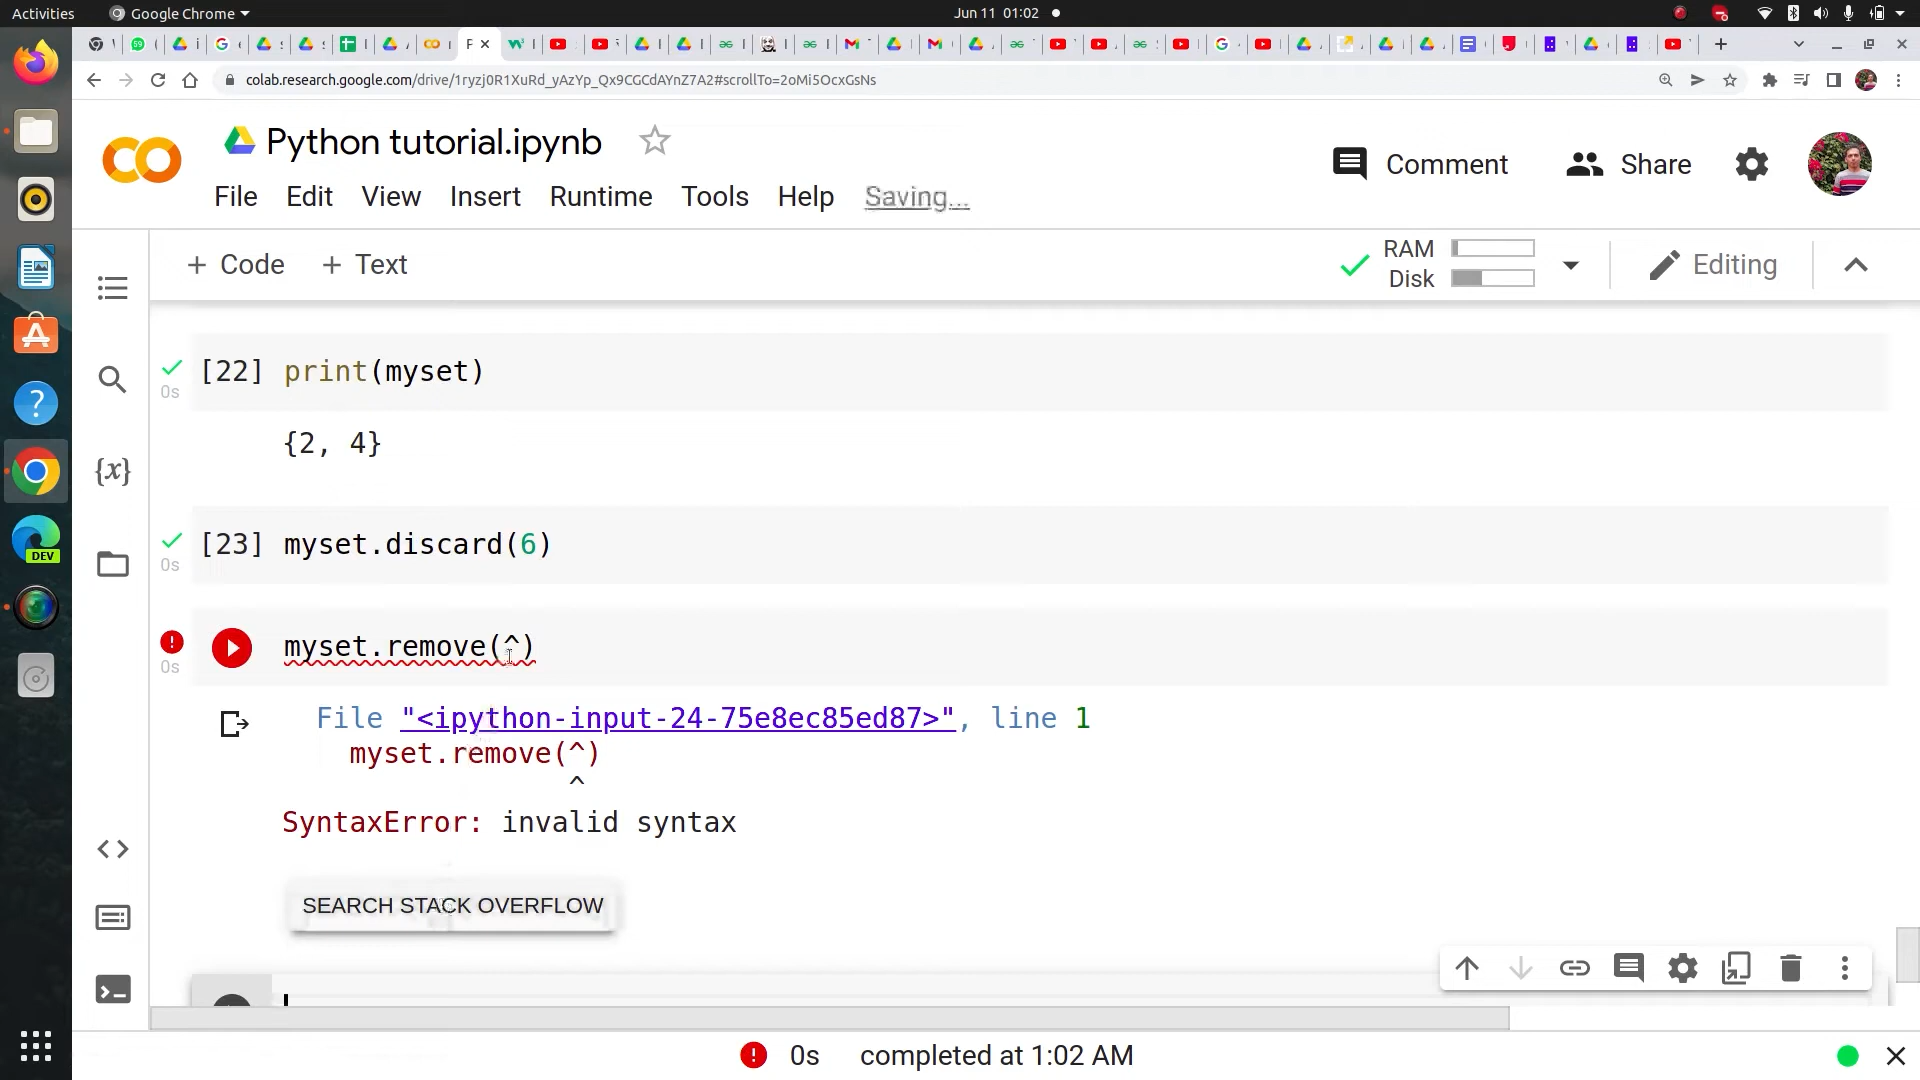 Activities
Google Chrome
Jun 11 01:02
colab.research.google.com/drive/1ryzj0R1XuRd_yAzYp_Qx9CGCdAYnZ7A2#scrollTo=2oMi5OcxGsNs
Python tutorial.ipynb
Comment
Share
File Edit View Insert Runtime Tools Help Saving...
+ Code + Text
RAM
Disk
Editing
[22] print(myset)
0s
{2, 4}
[23] myset.discard(6)
0s
myset.remove(^)
0s
File "<ipython-input-24-75e8ec85ed87>", line 1
myset.remove(^)
^
SyntaxError: invalid syntax
SEARCH STACK OVERFLOW
{x}
DEV
0s completed at 1:02 AM